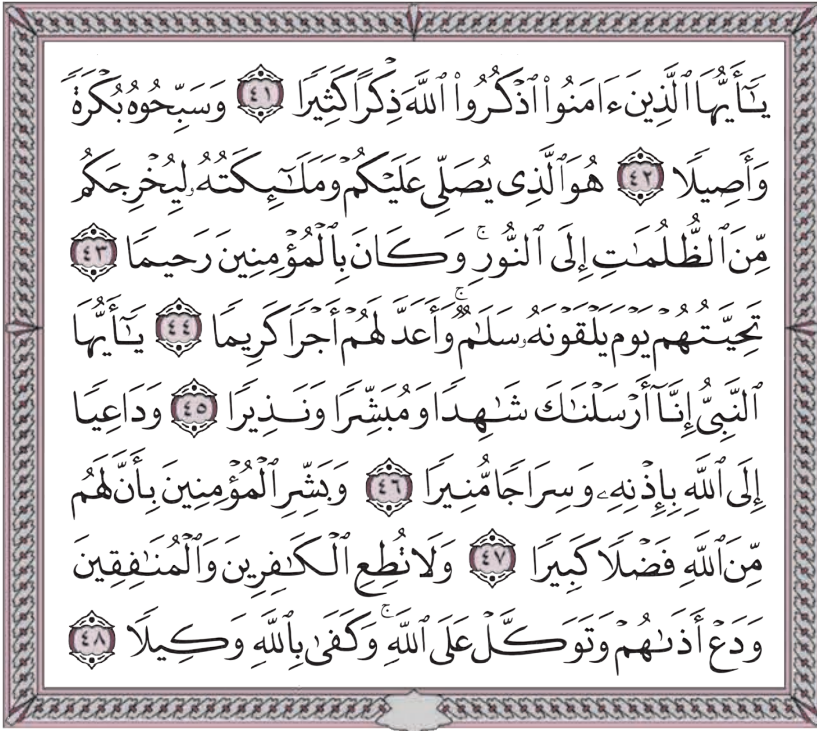 يَٰٓأَيُّهَا ٱلَّذِينَ ءَامَنُوا۟ ٱذْكُرُوا۟ ٱللَّهَ ذِكْرًا كَثِيرًا ٤١ وَسَبِّحُوهُ بُكْرَةً
وَأَصِيلًا ٤٢ هُوَ ٱلَّذِى يُصَلِّى عَلَيْكُمْ وَمَلَٰٓئِكَتُهُۥ لِيُخْرِجَكُم
مِّنَ ٱلظُّلُمَٰتِ إِلَى ٱلنُّورِ ۚ وَكَانَ بِٱلْمُؤْمِنِينَ رَحِيمًا ٤٣
تَحِيَّتُهُمْ يَوْمَ يَلْقَوْنَهُۥ سَلَٰمٌ ۚ وَأَعَدَّ لَهُمْ أَجْرًا كَرِيمًا ٤٤ يَٰٓأَيُّهَا
ٱلنَّبِىُّ إِنَّآ أَرْسَلْنَٰكَ شَٰهِدًا وَمُبَشِّرًا وَنَذِيرًا ٤٥ وَدَاعِيًا
إِلَى ٱللَّهِ بِإِذْنِهِۦ وَسِرَاجًا مُّنِيرًا ٤٦ وَبَشِّرِ ٱلْمُؤْمِنِينَ بِأَنَّ لَهُم
مِّنَ ٱللَّهِ فَضْلًا كَبِيرًا ٤٧ وَلَا تُطِعِ ٱلْكَٰفِرِينَ وَٱلْمُنَٰفِقِينَ
وَدَعْ أَذَىٰهُمْ وَتَوَكَّلْ عَلَى ٱللَّهِ ۚ وَكَفَىٰ بِٱللَّهِ وَكِيلًا ٤٨